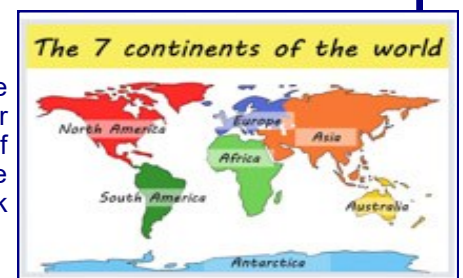 The 7 continents of the world
e
r
f
e
k
North America
Europe
Asia
Africa
South America
Australia
Antarctica